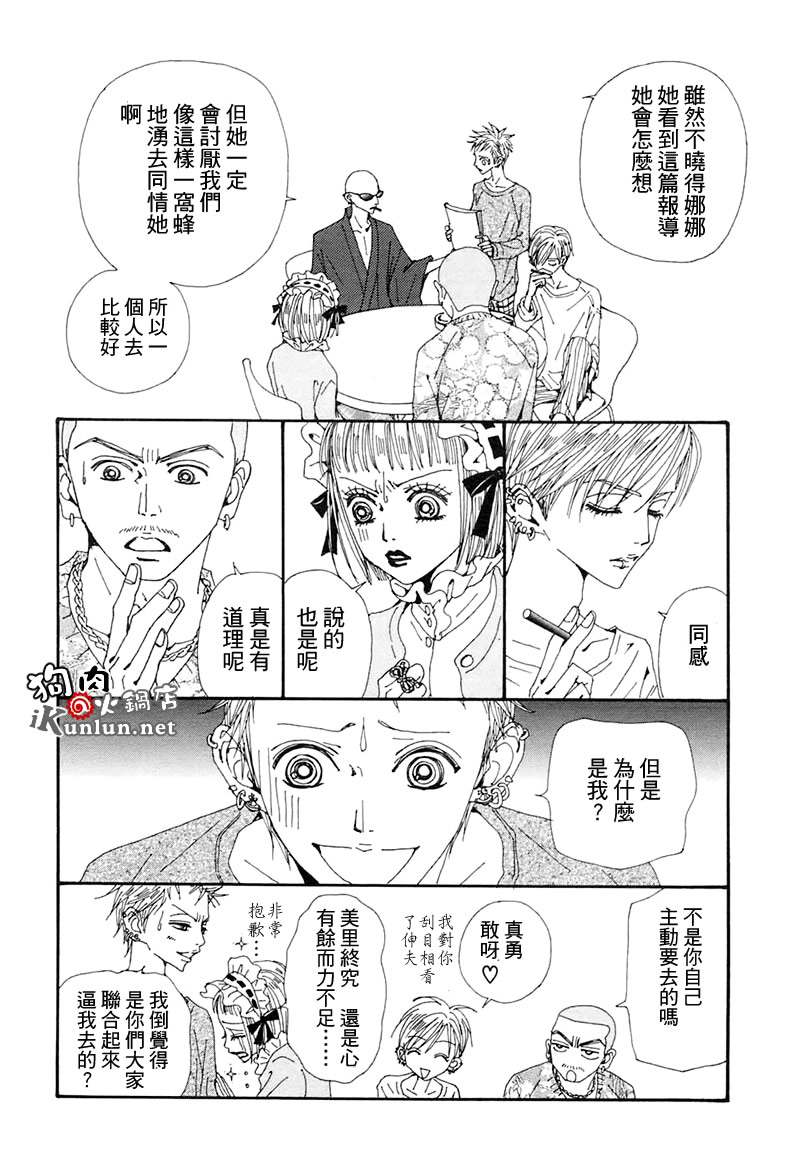 雖然不曉得娜娜
她看到這篇報導
她會怎麼想
但她一定
會討厭我們
像這樣一窩蜂
地湧去同情她
啊
所以一
個人去
比較好
同感
說的
也是呢
真是有
道理呢
狗肉火鍋店
iKunlun.net
但是
為什麼
是我?
不是你自己
主動要去的嗎
真勇
敢呀♡
我對你
刮目相看
了伸夫
美里終究 還是心
有餘而力不足……
非常
抱歉…
我倒覺得
是你們大家
聯合起來
逼我去的?